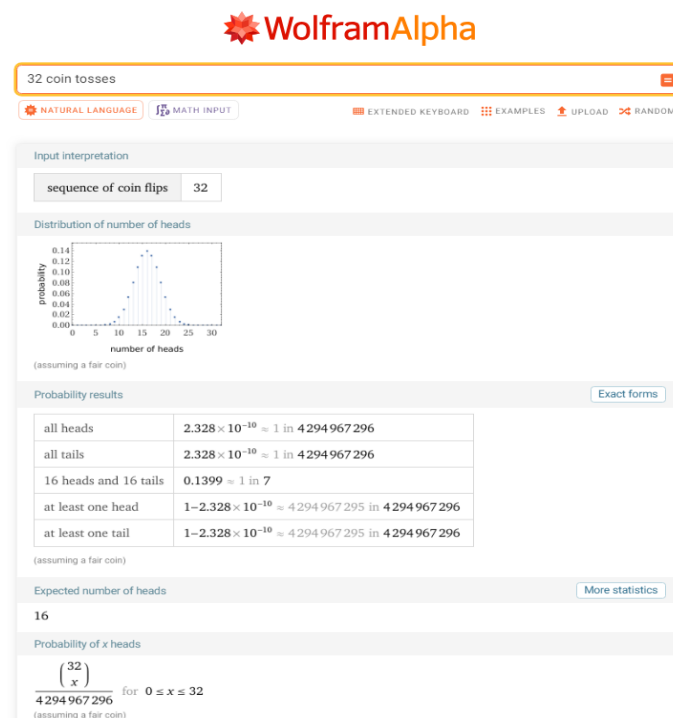 WolframAlpha
32 coin tosses
=
NATURAL LANGUAGE
MATH INPUT
EXTENDED KEYBOARD
EXAMPLES
UPLOAD
RANDOM
Input interpretation
sequence of coin flips 32
Distribution of number of heads
probability
0.14
0.12
0.10
0.08
0.06
0.04
0.02
0.00
0 5 10 15 20 25 30
number of heads
(assuming a fair coin)
Probability results
Exact forms
all heads 2.328×10⁻¹⁰ ≈ 1 in 4294967296
all tails 2.328×10⁻¹⁰ ≈ 1 in 4294967296
16 heads and 16 tails 0.1399 ≈ 1 in 7
at least one head 1−2.328×10⁻¹⁰ ≈ 4294967295 in 4294967296
at least one tail 1−2.328×10⁻¹⁰ ≈ 4294967295 in 4294967296
(assuming a fair coin)
Expected number of heads
More statistics
16
Probability of x heads
(32
x)
4294967296
for 0 ≤ x ≤ 32
(assuming a fair coin)